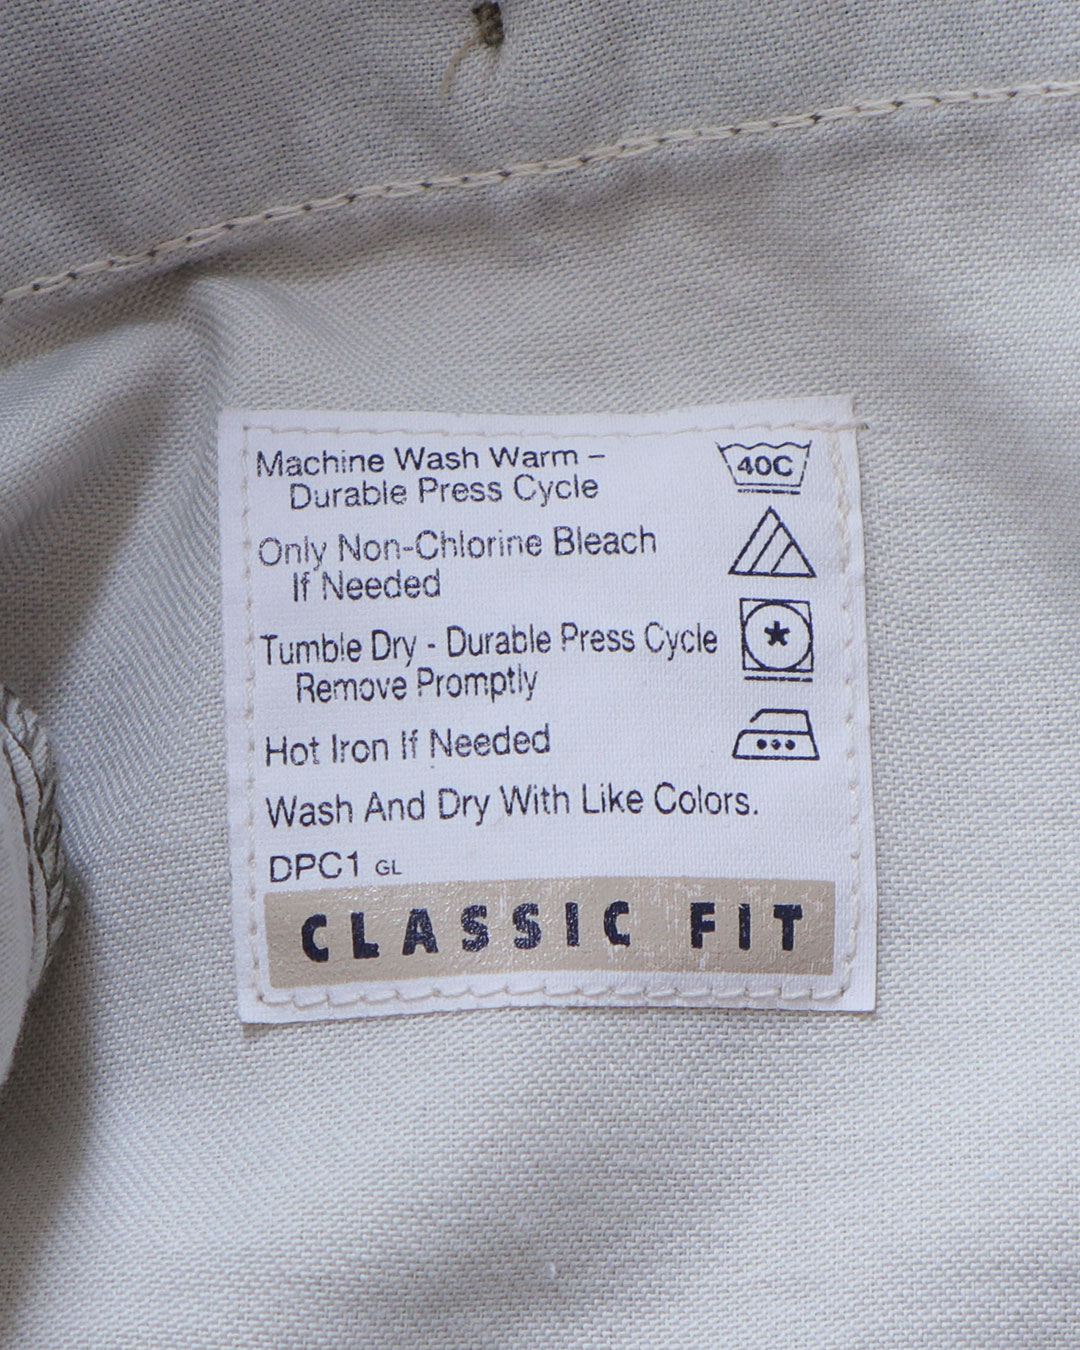 Machine Wash Warm –
Durable Press Cycle
40C
Only Non-Chlorine Bleach
If Needed
Tumble Dry - Durable Press Cycle
Remove Promptly
Hot Iron If Needed
Wash And Dry With Like Colors.
DPC1 GL
CLASSIC FIT